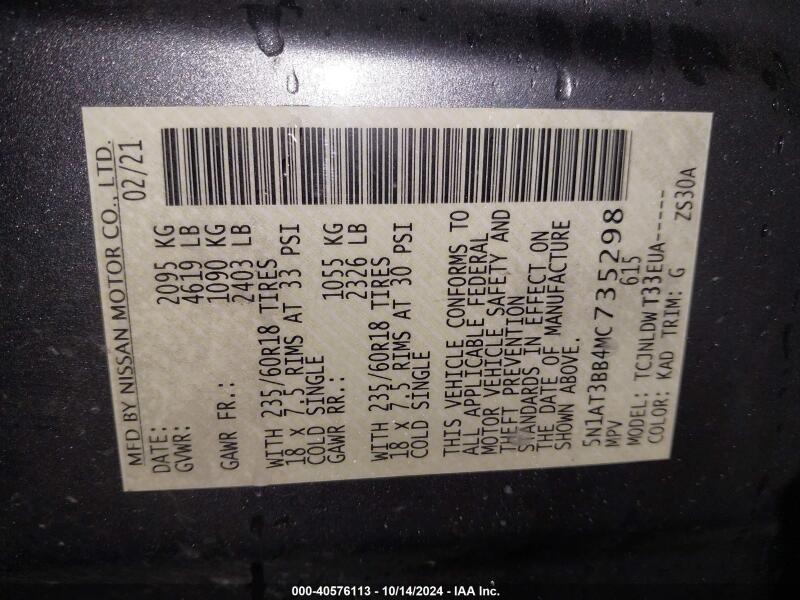 MFD BY NISSAN MOTOR CO., LTD.
DATE: 02/21
GVWR: 2095 KG
4619 LB
GAWR FR.: 1090 KG
2403 LB
WITH 235/60R18 TIRES
18 X 7.5 RIMS AT 33 PSI
COLD SINGLE
GAWR RR.: 1055 KG
2326 LB
WITH 235/60R18 TIRES
18 X 7.5 RIMS AT 30 PSI
COLD SINGLE
THIS VEHICLE CONFORMS TO
ALL APPLICABLE FEDERAL
MOTOR VEHICLE SAFETY AND
THEFT PREVENTION
STANDARDS IN EFFECT ON
THE DATE OF MANUFACTURE
SHOWN ABOVE.
5N1AT3BB4MC735298
MPV 615
MODEL: TCJNLDWT33EUA-----
COLOR: KAD TRIM: G ZS30A
000-40576113 - 10/14/2024 - IAA Inc.